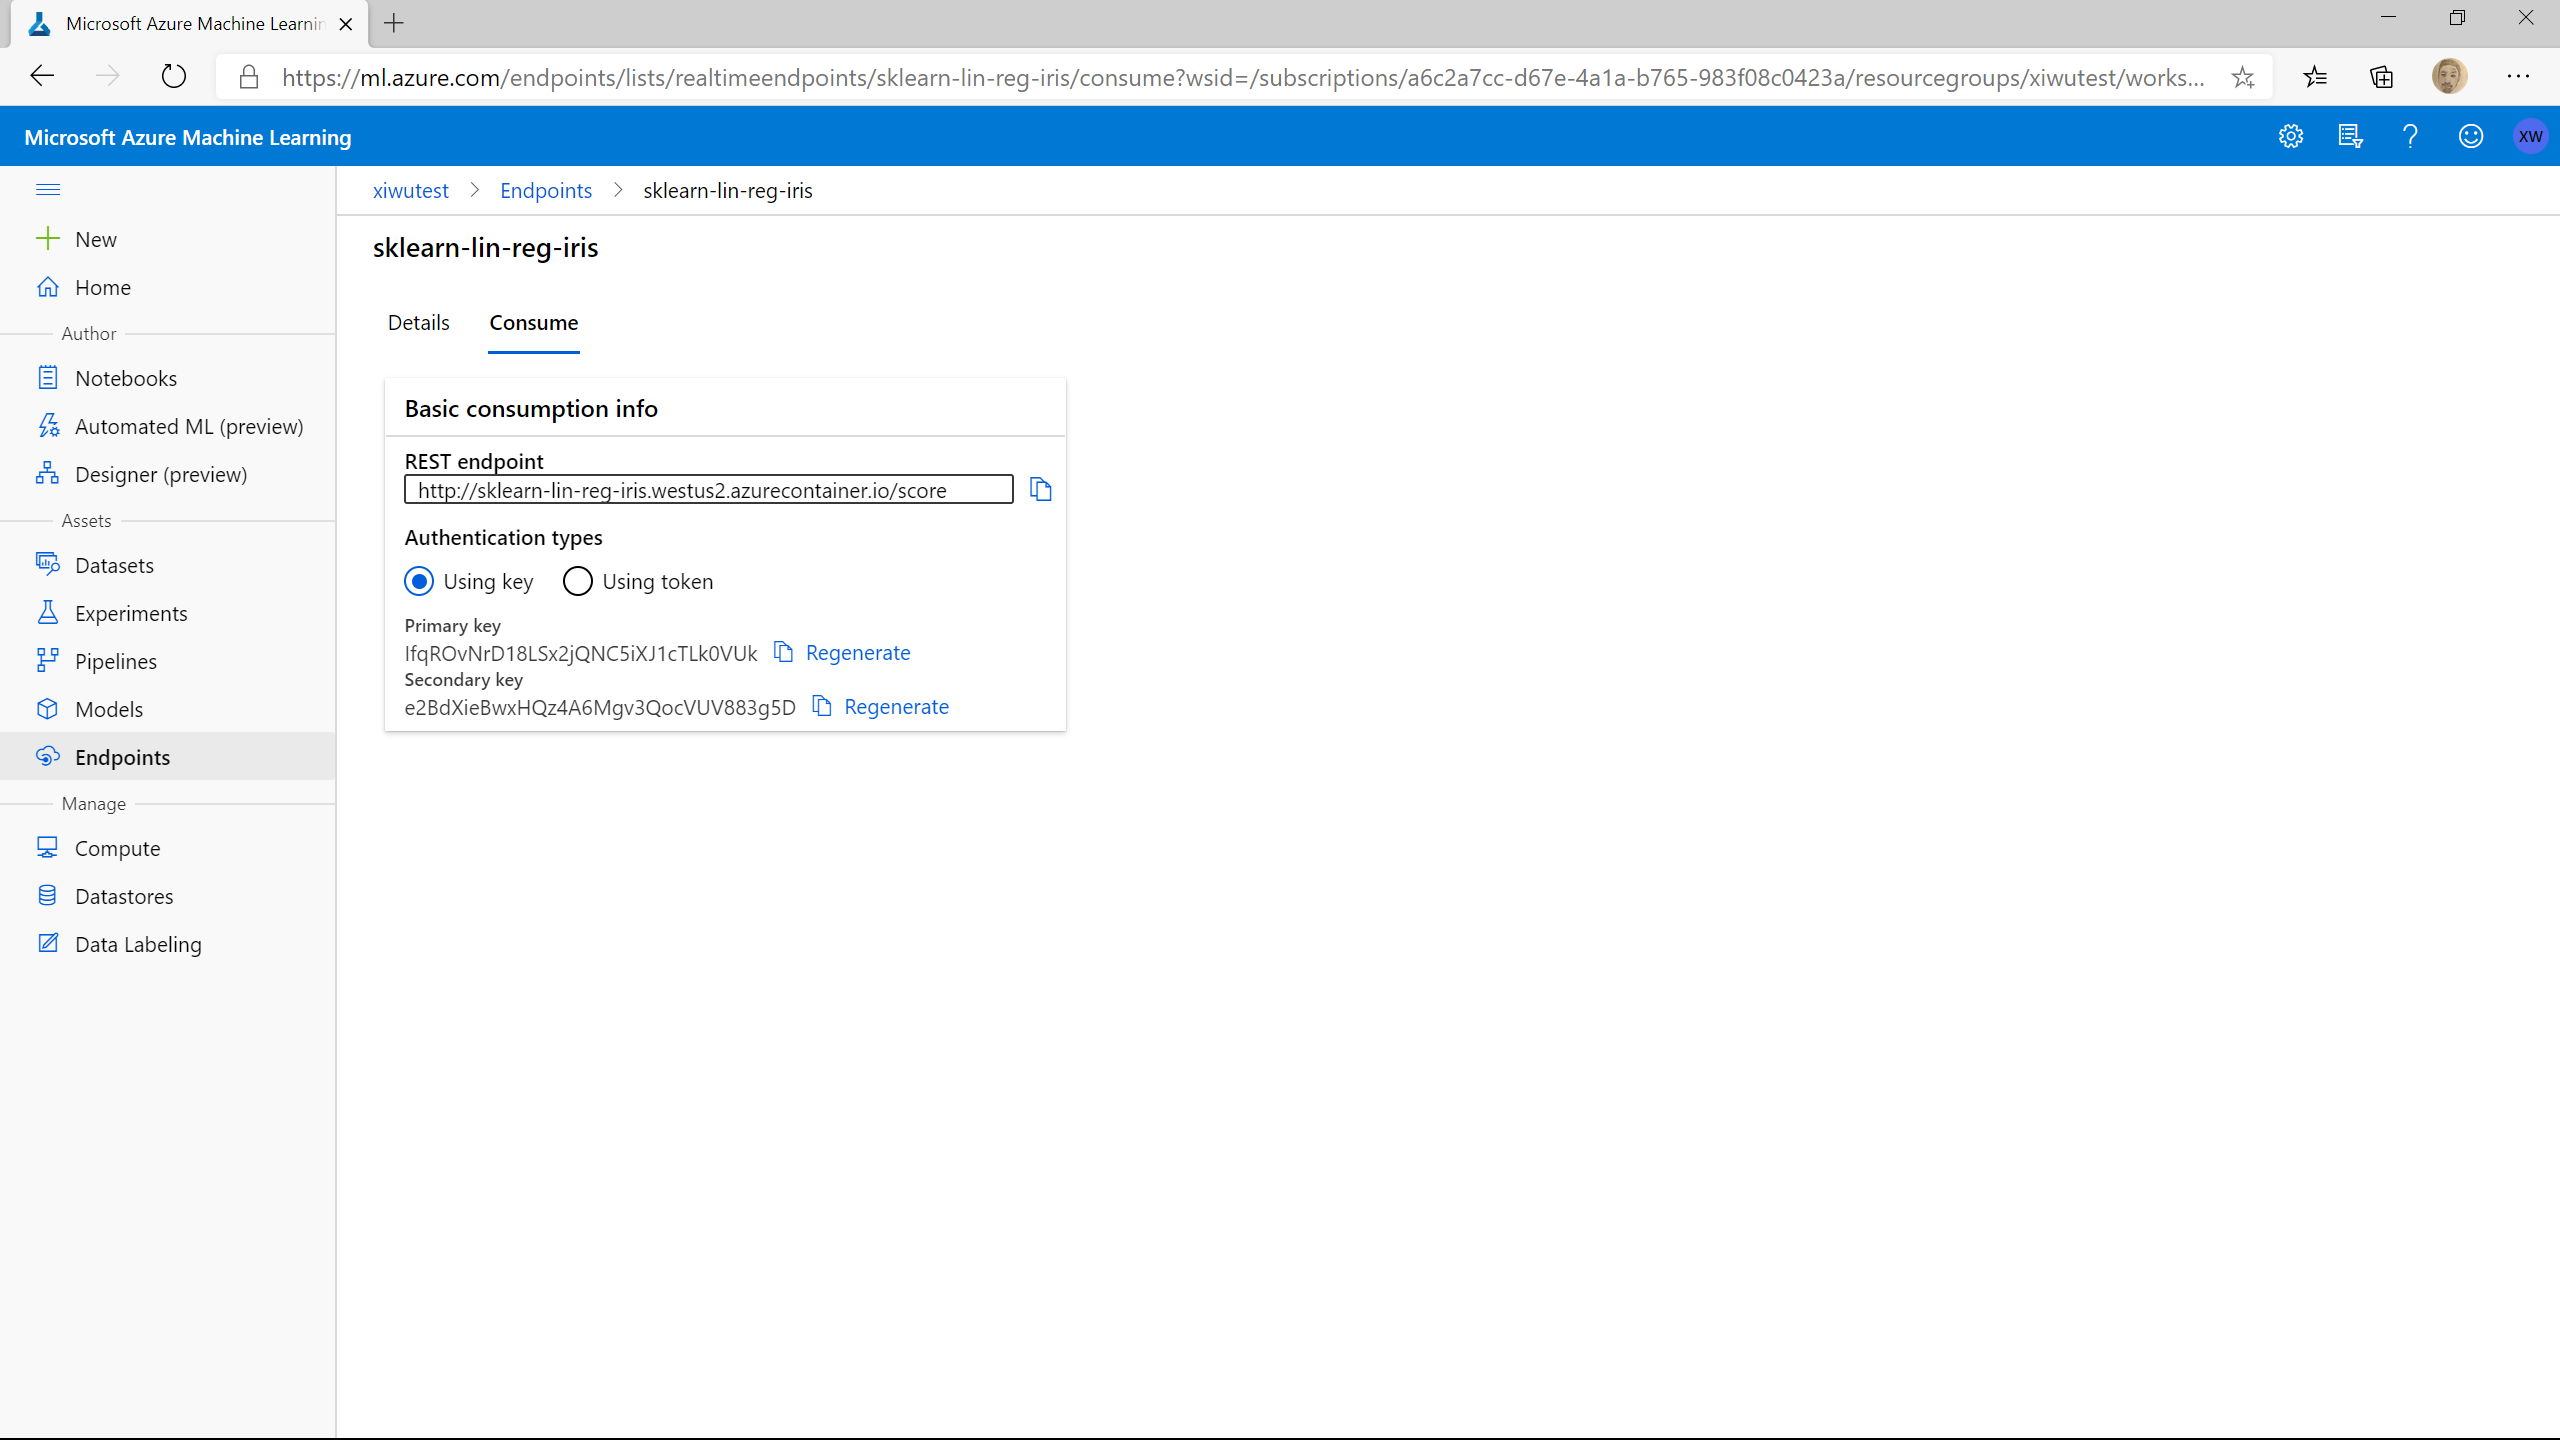 Microsoft Azure Machine Learnin
https://ml.azure.com/endpoints/lists/realtimeendpoints/sklearn-lin-reg-iris/consume?wsid=/subscriptions/a6c2a7cc-d67e-4a1a-b765-983f08c0423a/resourcegroups/xiwutest/works...
Microsoft Azure Machine Learning
XW
xiwutest > Endpoints > sklearn-lin-reg-iris
New
Home
Author
Notebooks
Automated ML (preview)
Designer (preview)
Assets
Datasets
Experiments
Pipelines
Models
Endpoints
Manage
Compute
Datastores
Data Labeling
sklearn-lin-reg-iris
Details Consume
Basic consumption info
REST endpoint
http://sklearn-lin-reg-iris.westus2.azurecontainer.io/score
Authentication types
Using key Using token
Primary key
IfqROvNrD18LSx2jQNC5iXJ1cTLk0VUk Regenerate
Secondary key
e2BdXieBwxHQz4A6Mgv3QocVUV883g5D Regenerate